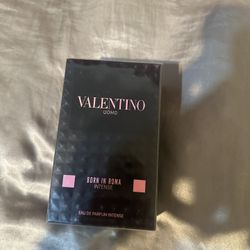 VALENTINO
UOMO
BORN IN ROMA
INTENSE
EAU DE PARFUM INTENSE